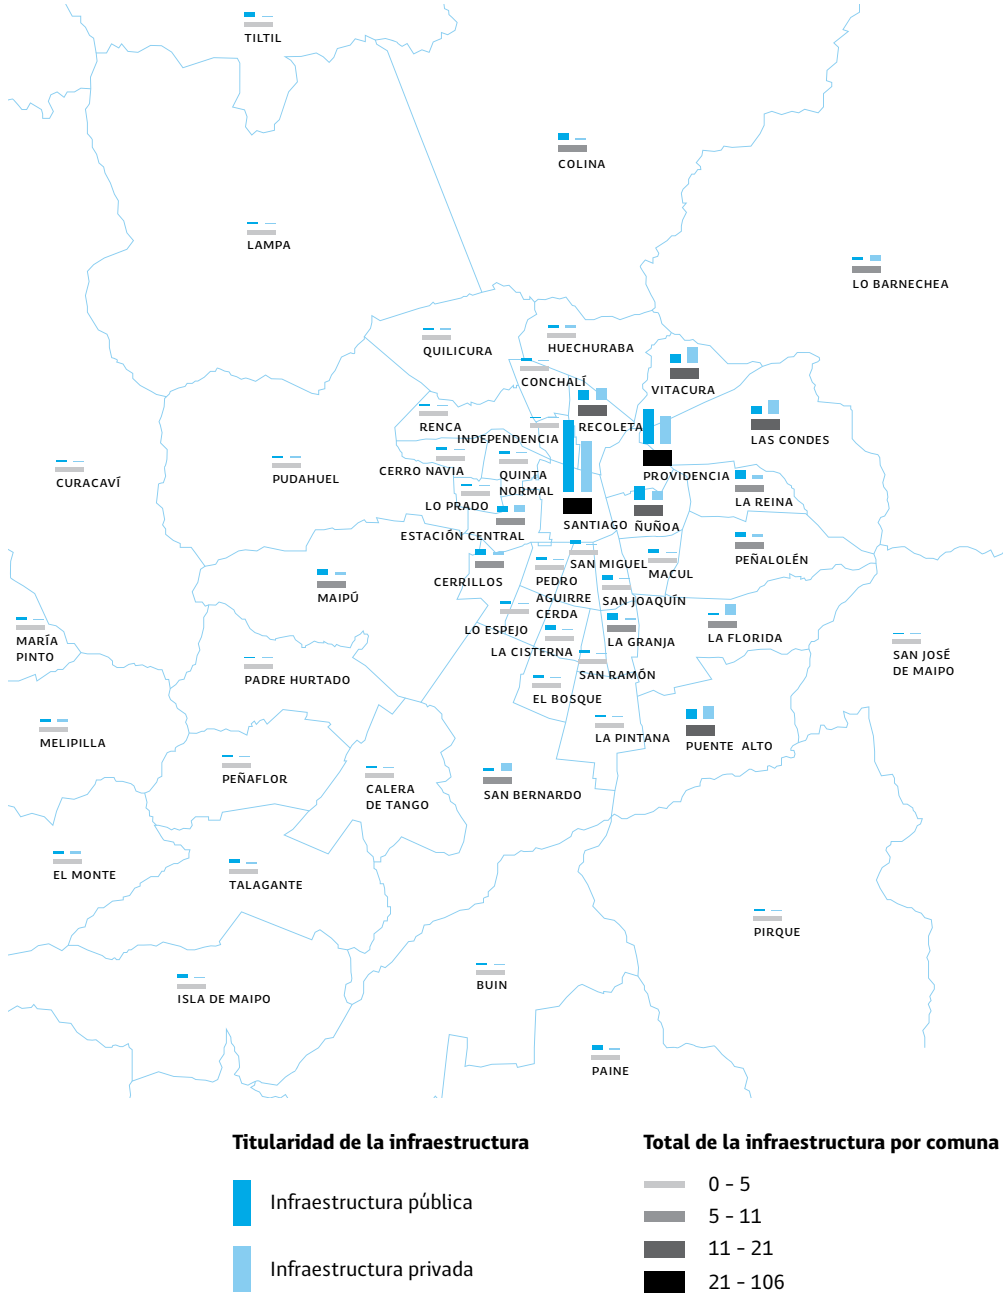 TILTIL
COLINA
LAMPA
LO BARNECHEA
HUECHURABA
QUILICURA
CONCHALÍ
VITACURA
RENCA
RECOLETA
INDEPENDENCIA
LAS CONDES
CERRO NAVIA
QUINTA
NORMAL
PROVIDENCIA
CURACAVÍ
PUDAHUEL
LO PRADO
LA REINA
SANTIAGO
ÑUÑOA
ESTACIÓN CENTRAL
PEÑALOLÉN
SAN MIGUEL
MACUL
CERRILLOS
PEDRO
AGUIRRE
CERDA
MAIPÚ
SAN JOAQUÍN
LO ESPEJO
LA GRANJA
LA FLORIDA
MARÍA
PINTO
LA CISTERNA
SAN JOSÉ
DE MAIPO
SAN RAMÓN
PADRE HURTADO
EL BOSQUE
MELIPILLA
LA PINTANA
PUENTE ALTO
PEÑAFLOR
CALERA
DE TANGO
SAN BERNARDO
EL MONTE
TALAGANTE
PIRQUE
BUIN
ISLA DE MAIPO
PAINE
Titularidad de la infraestructura
Infraestructura pública
Infraestructura privada
Total de la infraestructura por comuna
0 - 5
5 - 11
11 - 21
21 - 106